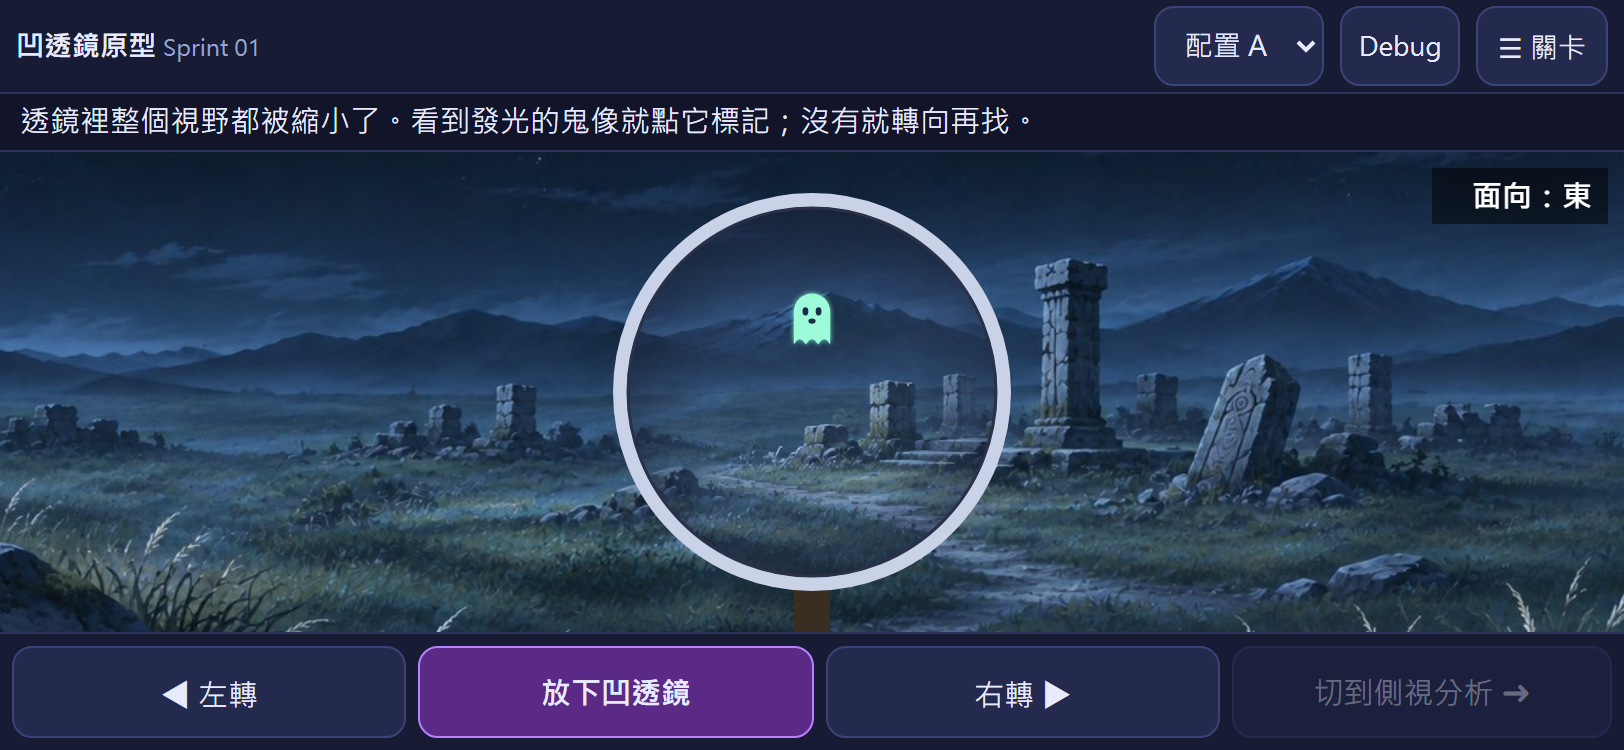 凹透鏡原型 Sprint 01
配置 A
Debug
☰ 關卡
透鏡裡整個視野都被縮小了。看到發光的鬼像就點它標記；沒有就轉向再找。
面向：東
◀ 左轉
放下凹透鏡
右轉 ▶
切到側視分析 ➜